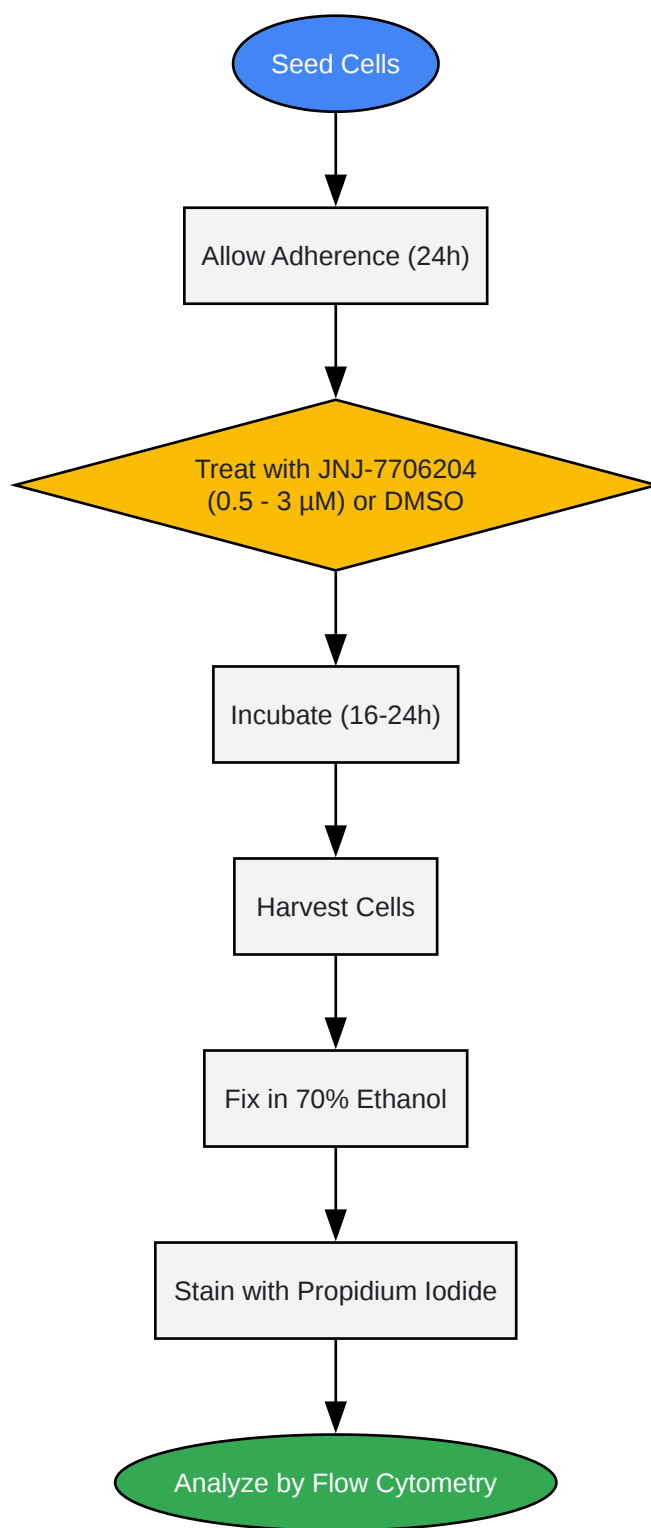 Seed Cells
Allow Adherence (24h)
Treat with JNJ-7706204
(0.5 - 3 µM) or DMSO
Incubate (16-24h)
Harvest Cells
Fix in 70% Ethanol
Stain with Propidium Iodide
Analyze by Flow Cytometry